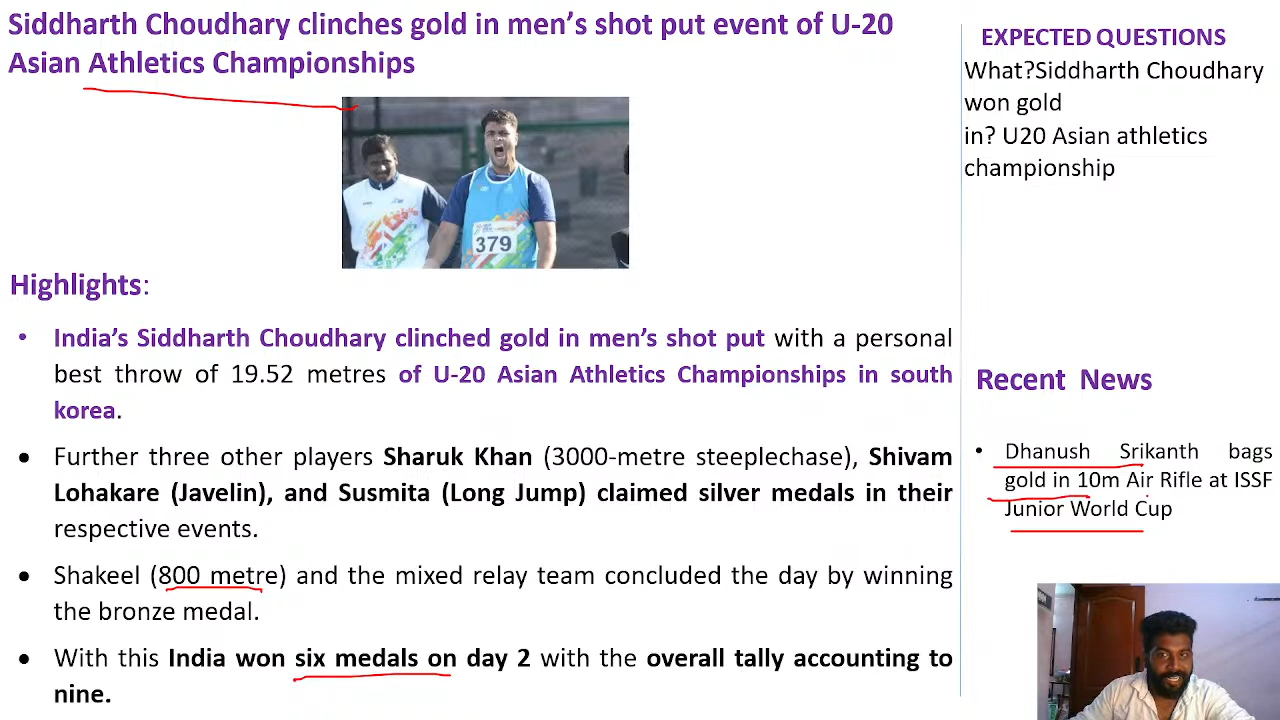 Siddharth Choudhary clinches gold in men’s shot put event of U-20
Asian Athletics Championships
379
Highlights:
• India’s Siddharth Choudhary clinched gold in men’s shot put with a personal
best throw of 19.52 metres of U-20 Asian Athletics Championships in south
korea.
• Further three other players Sharuk Khan (3000-metre steeplechase), Shivam
Lohakare (Javelin), and Susmita (Long Jump) claimed silver medals in their
respective events.
• Shakeel (800 metre) and the mixed relay team concluded the day by winning
the bronze medal.
• With this India won six medals on day 2 with the overall tally accounting to
nine.
EXPECTED QUESTIONS
What?Siddharth Choudhary
won gold
in? U20 Asian athletics
championship
Recent News
• Dhanush Srikanth bags
gold in 10m Air Rifle at ISSF
Junior World Cup